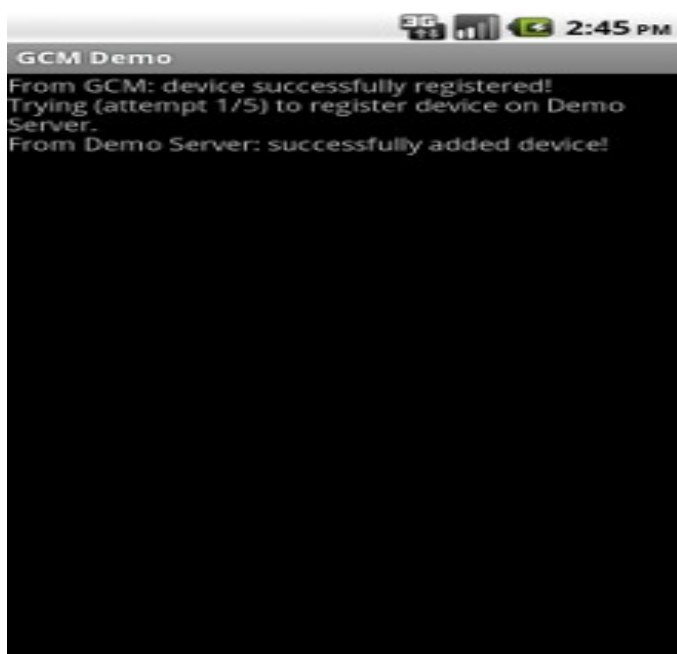 3G 2:45 PM
GCM Demo
From GCM: device successfully registered!
Trying (attempt 1/5) to register device on Demo
Server.
From Demo Server: successfully added device!